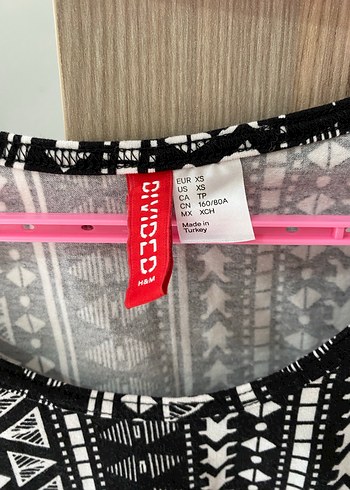 DIVIDED
H&M
EUR XS
US XS
CA TP
CN 160/80A
MX XCH
Made in
Turkey